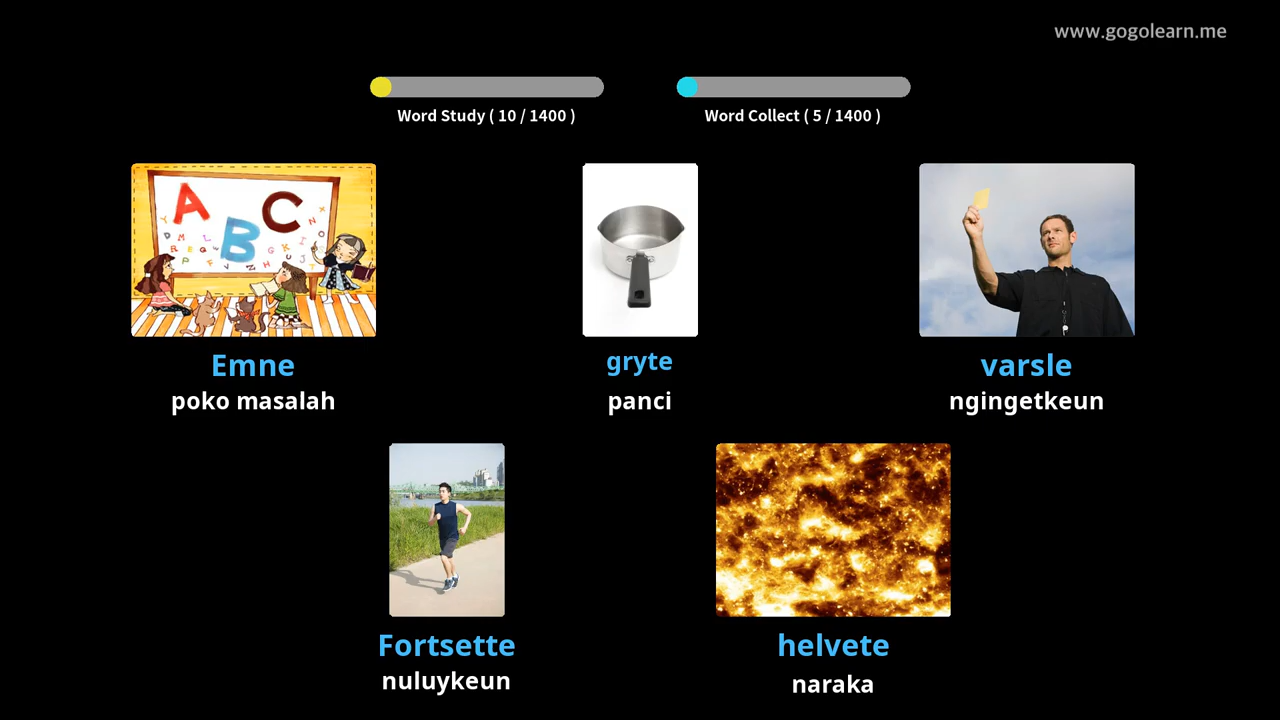 www.gogolearn.me
Word Study ( 10 / 1400 )
Word Collect ( 5 / 1400 )
A B C
Emne
poko masalah
gryte
panci
varsle
ngingetkeun
Fortsette
nuluykeun
helvete
naraka